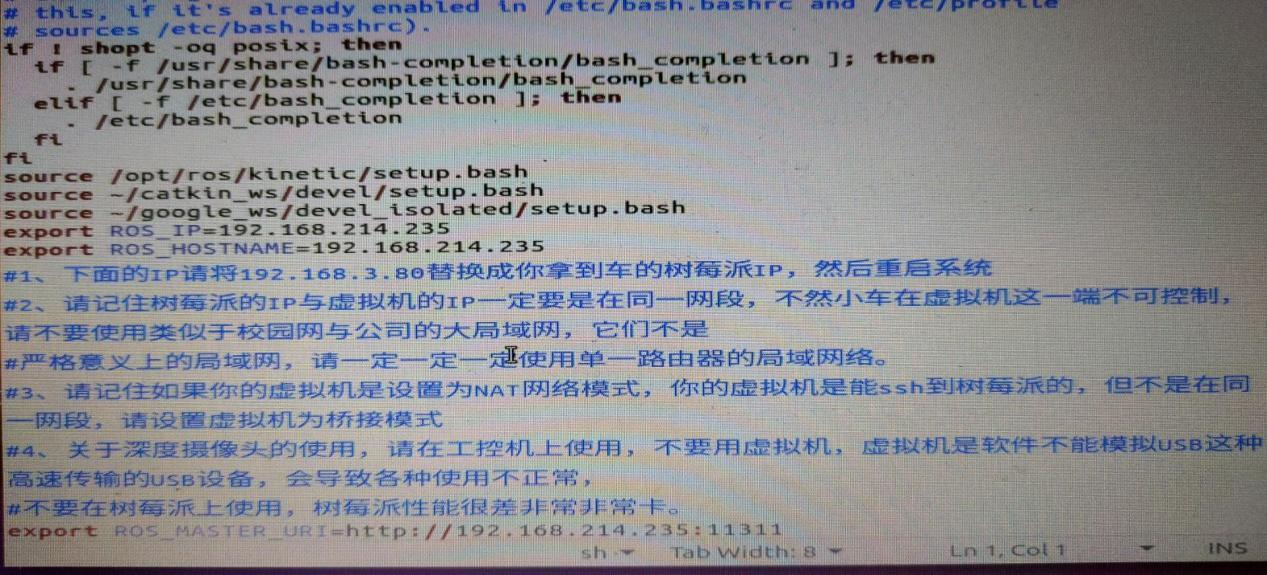 # this, if it's already enabled in /etc/bash.bashrc and /etc/profile
# sources /etc/bash.bashrc).
if ! shopt -oq posix; then
  if [ -f /usr/share/bash-completion/bash_completion ]; then
    . /usr/share/bash-completion/bash_completion
  elif [ -f /etc/bash_completion ]; then
    . /etc/bash_completion
  fi
fi
source /opt/ros/kinetic/setup.bash
source ~/catkin_ws/devel/setup.bash
source ~/google_ws/devel_isolated/setup.bash
export ROS_IP=192.168.214.235
export ROS_HOSTNAME=192.168.214.235
#1、下面的IP请将192.168.3.80替换成你拿到车的树莓派IP，然后重启系统
#2、请记住树莓派的IP与虚拟机的IP一定要是在同一网段，不然小车在虚拟机这一端不可控制，
请不要使用类似于校园网与公司的大局域网，它们不是
#严格意义上的局域网，请一定一定一定使用单一路由器的局域网络。
#3、请记住如果你的虚拟机是设置为NAT网络模式，你的虚拟机是能ssh到树莓派的，但不是在同
一网段，请设置虚拟机为桥接模式
#4、关于深度摄像头的使用，请在工控机上使用，不要用虚拟机，虚拟机是软件不能模拟USB这种
高速传输的USB设备，会导致各种使用不正常，
#不要在树莓派上使用，树莓派性能很差非常非常卡。
export ROS_MASTER_URI=http://192.168.214.235:11311
sh Tab Width: 8 Ln 1, Col 1 INS